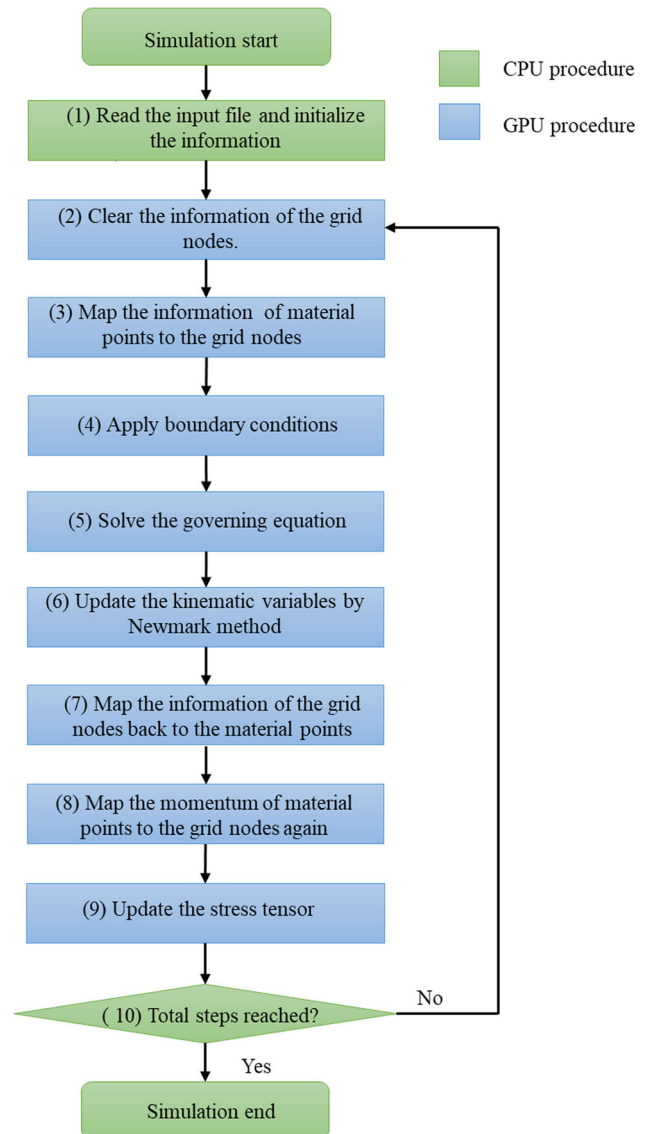 Simulation start
CPU procedure
GPU procedure
(1) Read the input file and initialize
the information
(2) Clear the information of the grid
nodes.
(3) Map the information of material
points to the grid nodes
(4) Apply boundary conditions
(5) Solve the governing equation
(6) Update the kinematic variables by
Newmark method
(7) Map the information of the grid
nodes back to the material points
(8) Map the momentum of material
points to the grid nodes again
(9) Update the stress tensor
( 10) Total steps reached?
No
Yes
Simulation end